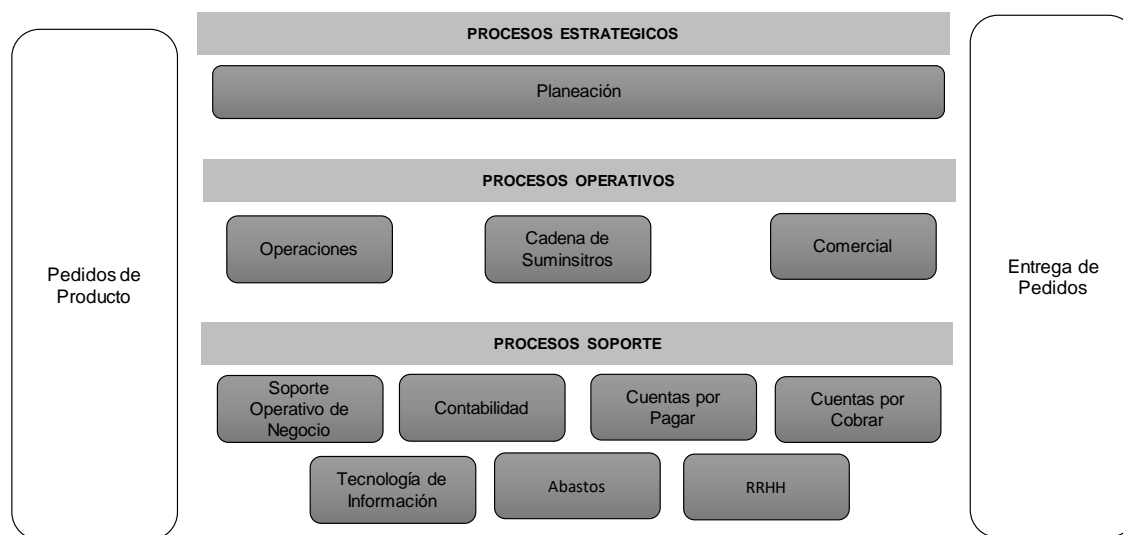 PROCESOS ESTRATEGICOS
Planeación
PROCESOS OPERATIVOS
Operaciones
Cadena de
Suminsitros
Comercial
Pedidos de
Producto
Entrega de
Pedidos
PROCESOS SOPORTE
Soporte
Operativo de
Negocio
Contabilidad
Cuentas por
Pagar
Cuentas por
Cobrar
Tecnología de
Información
Abastos
RRHH